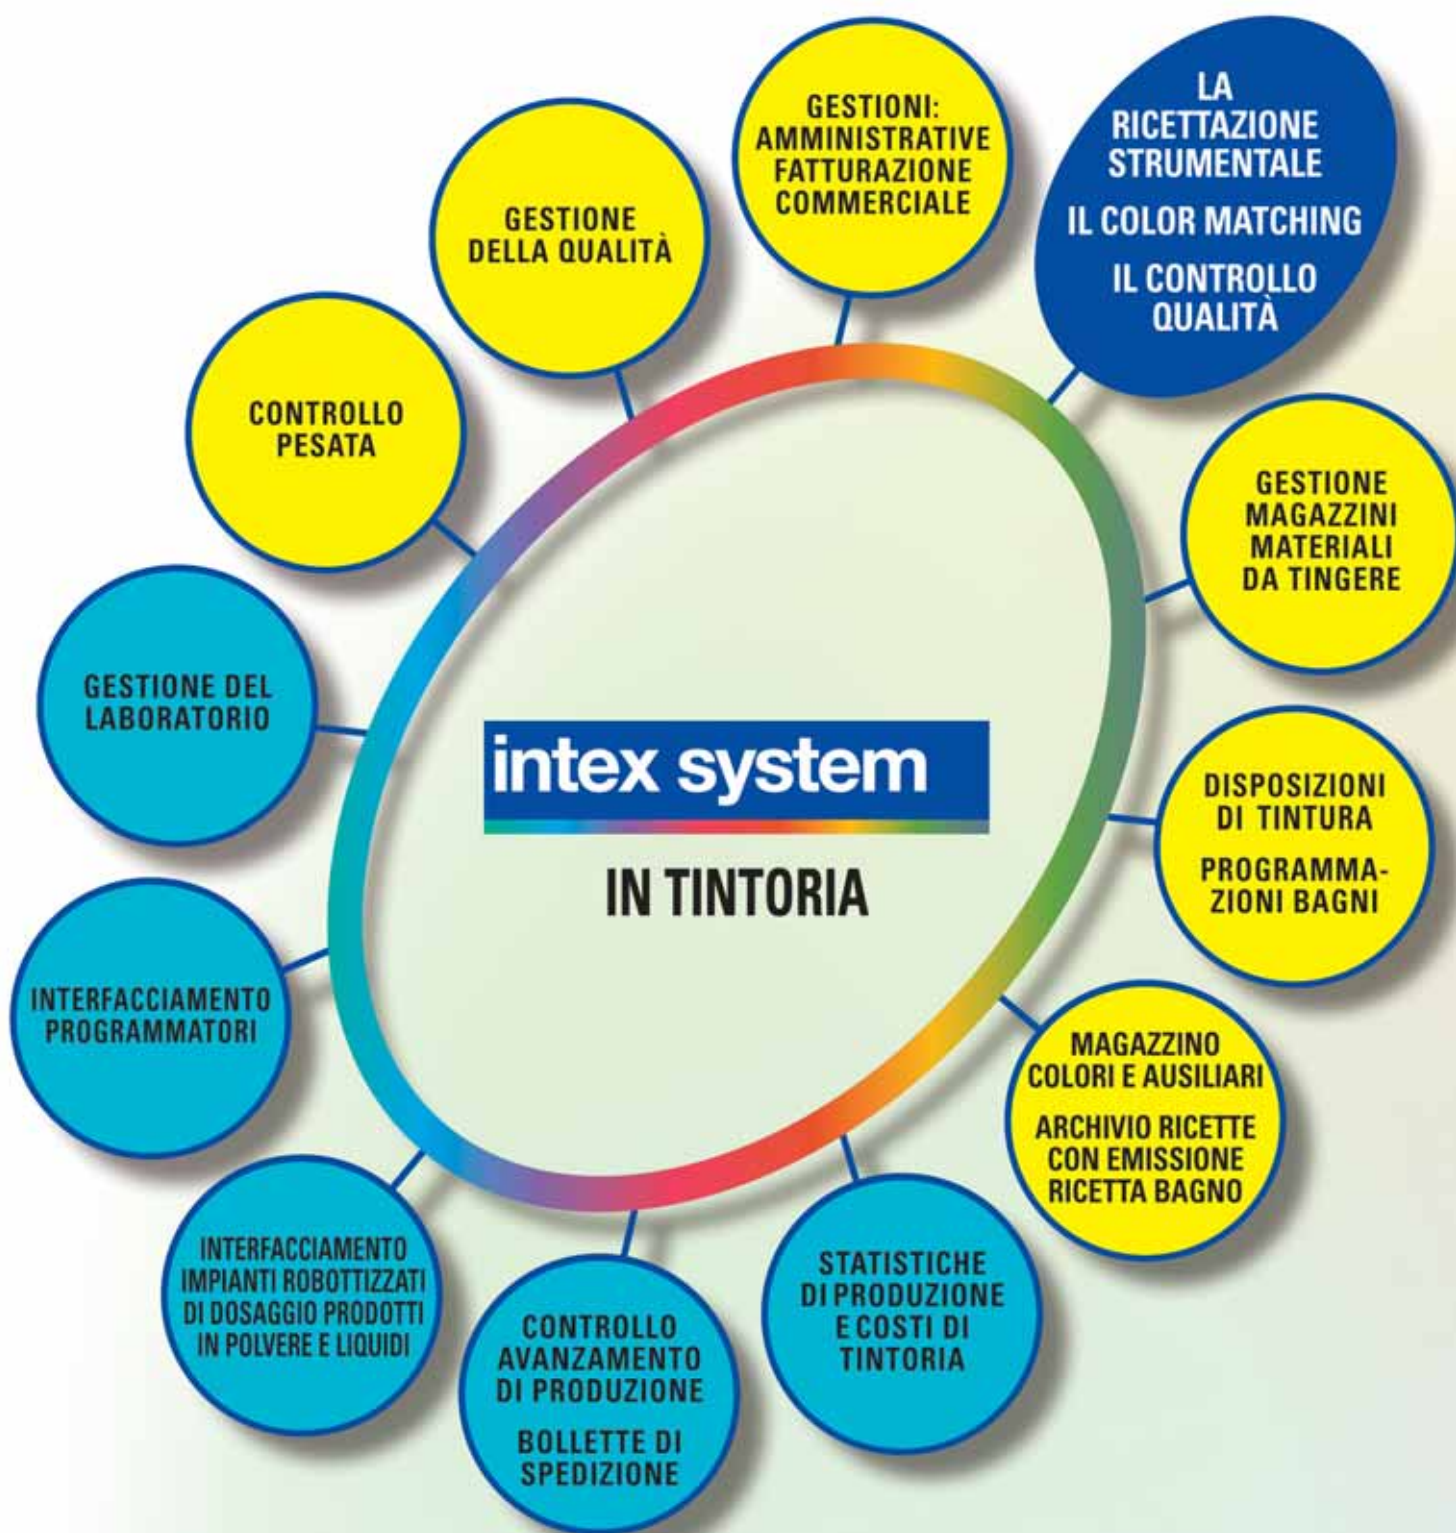 LA
RICETTAZIONE
STRUMENTALE
IL COLOR MATCHING
IL CONTROLLO
QUALITÀ
GESTIONE
MAGAZZINI
MATERIALI
DA TINGERE
DISPOSIZIONI
DI TINTURA
PROGRAMMA-
ZIONI BAGNI
MAGAZZINO
COLORI E AUSILIARI
ARCHIVIO RICETTE
CON EMISSIONE
RICETTA BAGNO
STATISTICHE
DI PRODUZIONE
E COSTI DI
TINTORIA
CONTROLLO
AVANZAMENTO
DI PRODUZIONE
BOLLETTE DI
SPEDIZIONE
INTERFACCIAMENTO
IMPIANTI ROBOTTIZZATI
DI DOSAGGIO PRODOTTI
IN POLVERE E LIQUIDI
INTERFACCIAMENTO
PROGRAMMATORI
GESTIONE DEL
LABORATORIO
CONTROLLO
PESATA
GESTIONE
DELLA QUALITÀ
GESTIONI:
AMMINISTRATIVE
FATTURAZIONE
COMMERCIALE
intex system
IN TINTORIA